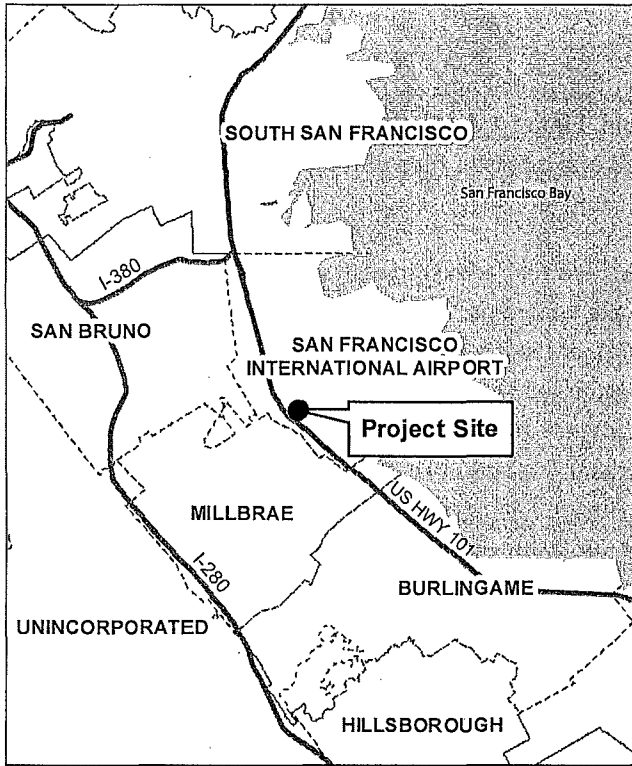 SOUTH SAN FRANCISCO
San Francisco Bay
I-380
SAN BRUNO
SAN FRANCISCO
INTERNATIONAL AIRPORT
Project Site
MILLBRAE
US HWY 101
I-280
BURLINGAME
UNINCORPORATED
HILLSBOROUGH